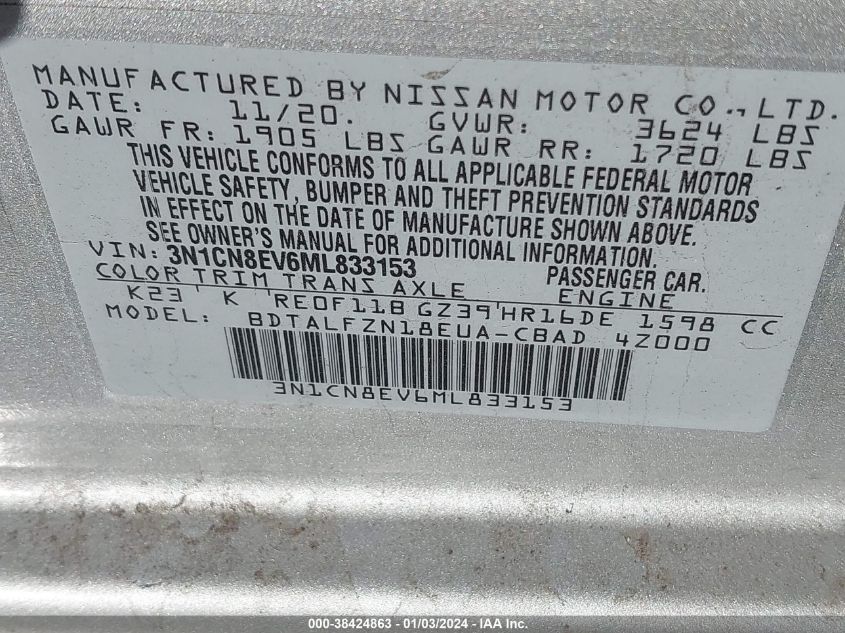 MANUFACTURED BY NISSAN MOTOR CO.,LTD.
DATE: 11/20. GVWR: 3624 LBS
GAWR FR: 1905 LBS GAWR RR: 1720 LBS
THIS VEHICLE CONFORMS TO ALL APPLICABLE FEDERAL MOTOR
VEHICLE SAFETY, BUMPER AND THEFT PREVENTION STANDARDS
IN EFFECT ON THE DATE OF MANUFACTURE SHOWN ABOVE.
SEE OWNER'S MANUAL FOR ADDITIONAL INFORMATION.
VIN: 3N1CN8EV6ML833153 PASSENGER CAR.
COLOR TRIM TRANS AXLE ENGINE
K23 ' K 'RE0F11B GZ39'HR16DE 1598 CC
MODEL: BDTALFZN18EUA-CBAD 4Z000
3N1CN8EV6ML833153
000-38424863 - 01/03/2024 - IAA Inc.